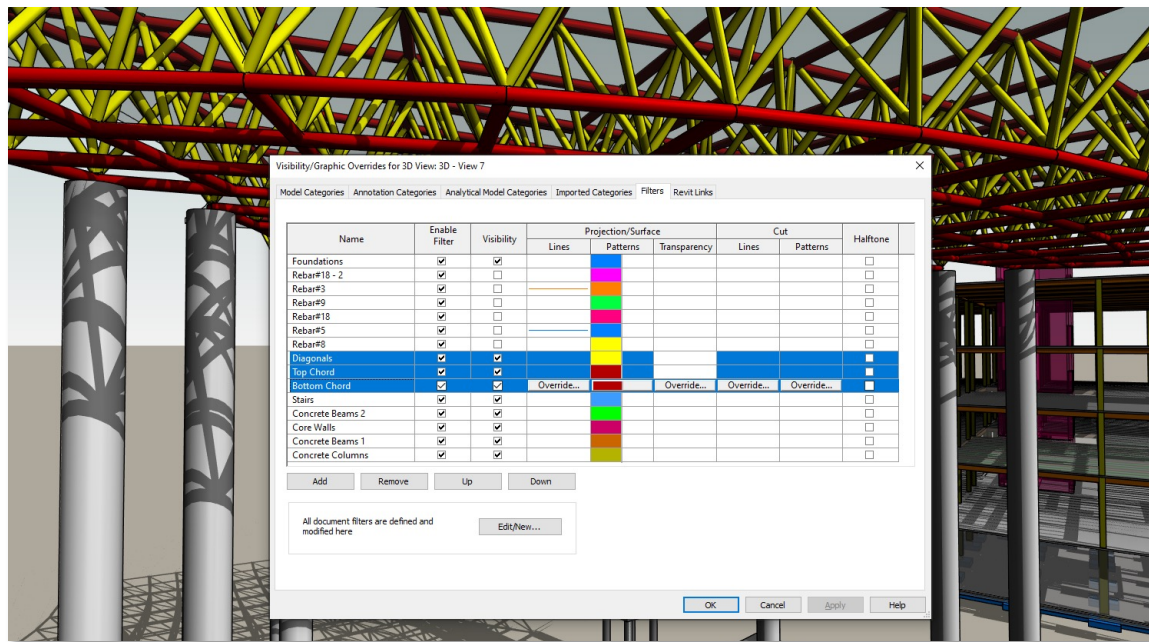 Visibility/Graphic Overrides for 3D View: 3D - View 7
Model Categories Annotation Categories Analytical Model Categories Imported Categories Filters Revit Links
Name Enable Filter Visibility Projection/Surface Cut Halftone
Lines Patterns Transparency Lines Patterns
Foundations
Rebar#18 - 2
Rebar#3
Rebar#9
Rebar#18
Rebar#5
Rebar#8
Diagonals
Top Chord
Bottom Chord Override... Override... Override... Override...
Stairs
Concrete Beams 2
Core Walls
Concrete Beams 1
Concrete Columns
Add Remove Up Down
All document filters are defined and
modified here
Edit/New...
OK Cancel Apply Help